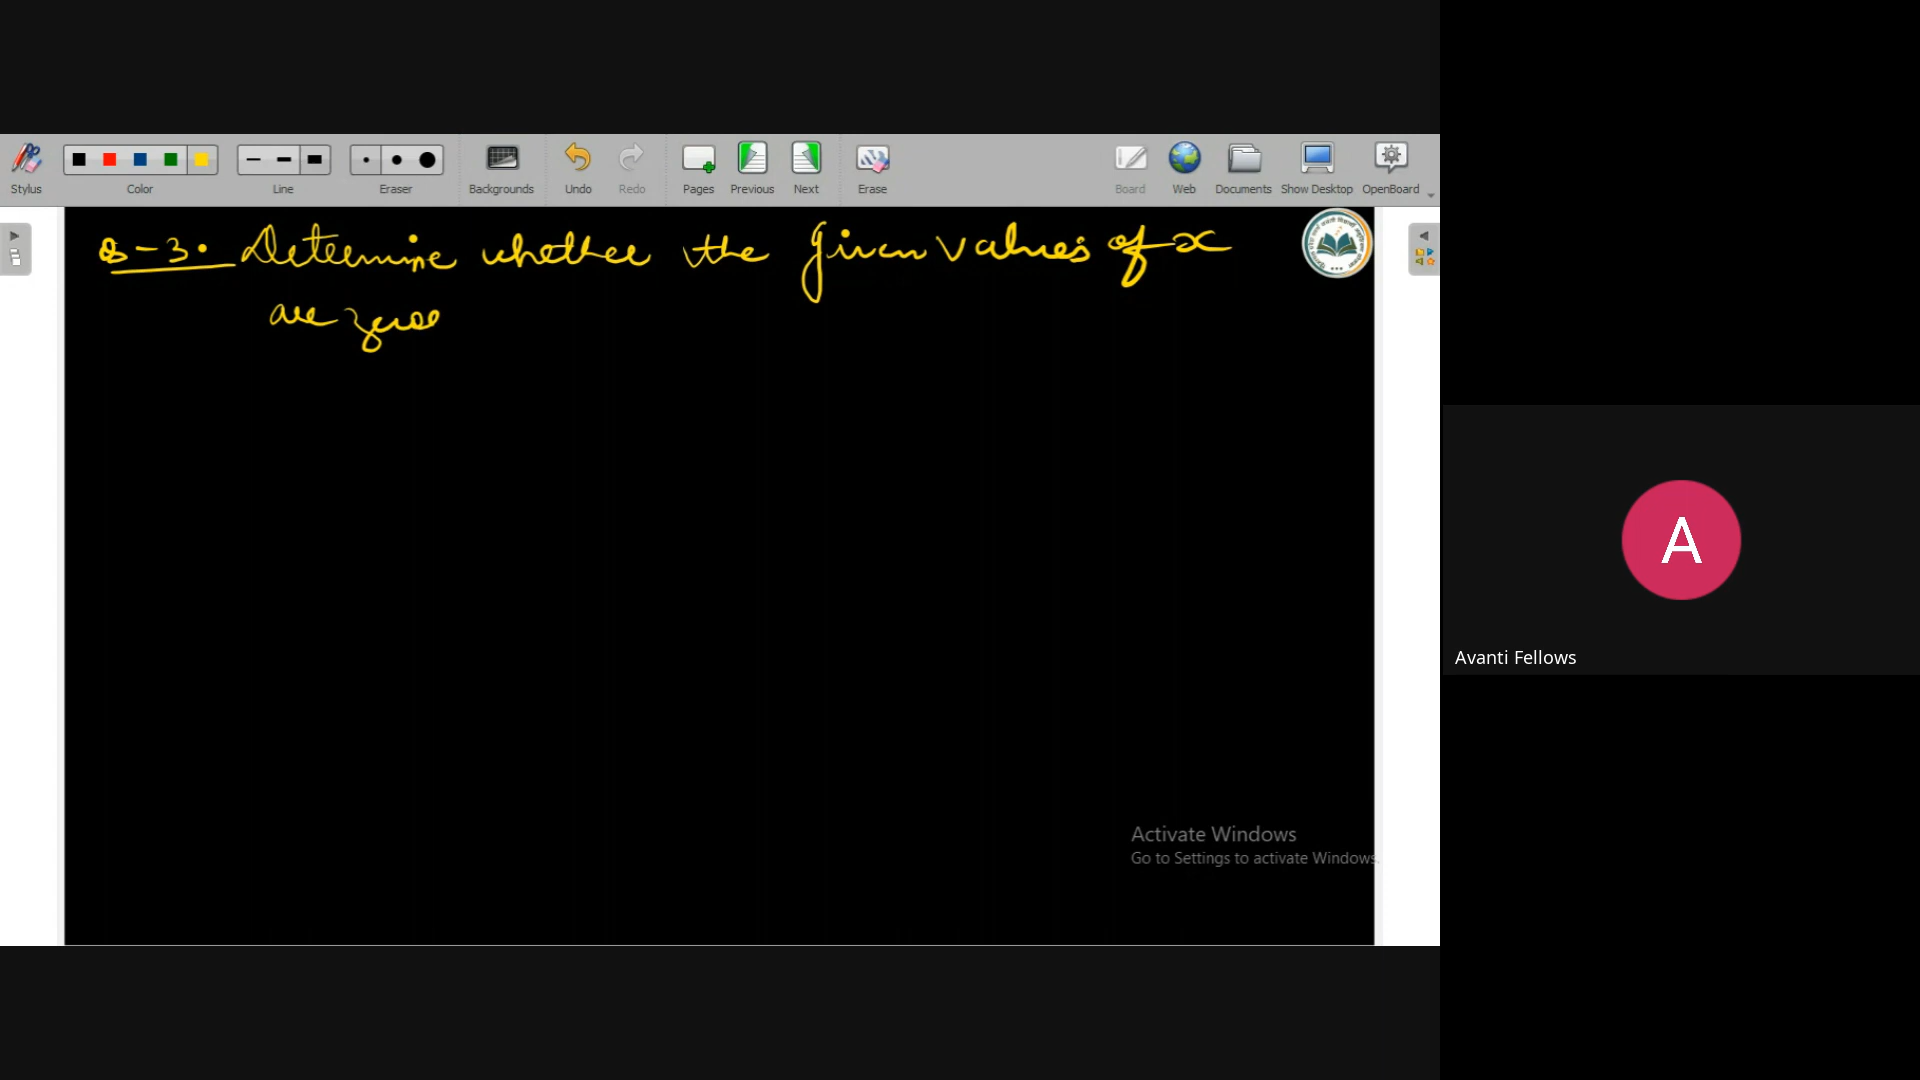 Stylus Color Line Eraser Backgrounds Undo Redo Pages Previous Next Erase Board Web Documents Show Desktop OpenBoard
Q-3. Determine whether the given values of x
are zeroe
A
Avanti Fellows
Activate Windows
Go to Settings to activate Windows.